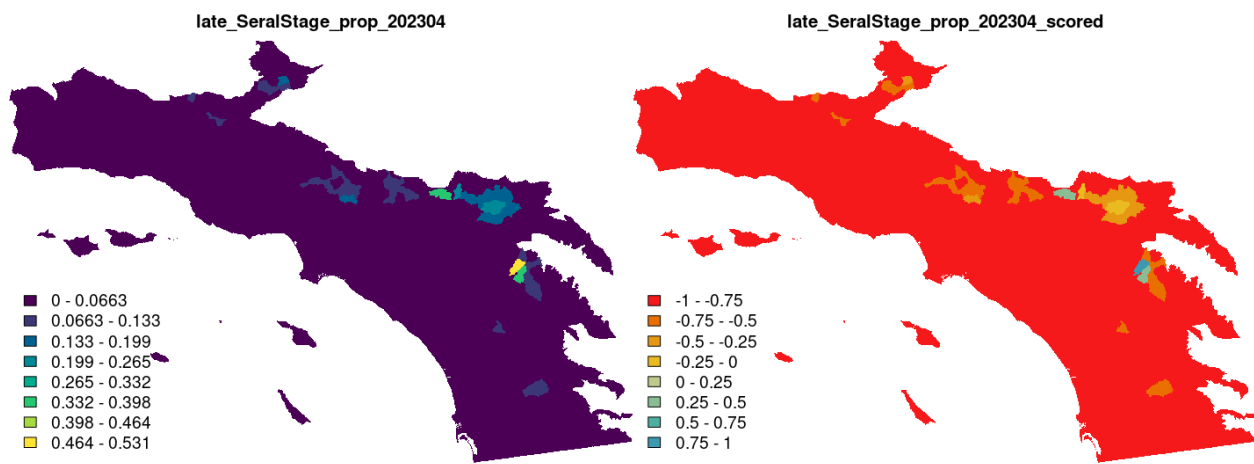 late_SeralStage_prop_202304
0 - 0.0663
0.0663 - 0.133
0.133 - 0.199
0.199 - 0.265
0.265 - 0.332
0.332 - 0.398
0.398 - 0.464
0.464 - 0.531
late_SeralStage_prop_202304_scored
-1 - -0.75
-0.75 - -0.5
-0.5 - -0.25
-0.25 - 0
0 - 0.25
0.25 - 0.5
0.5 - 0.75
0.75 - 1